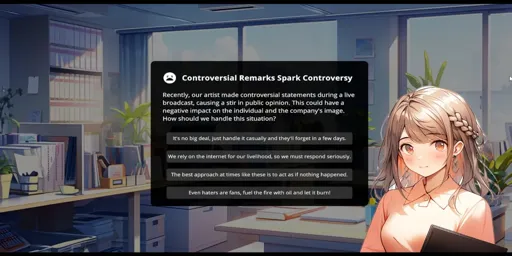 Controversial Remarks Spark Controversy
Recently, our artist made controversial statements during a live
broadcast, causing a stir in public opinion. This could have a
negative impact on the individual and the company's image.
How should we handle this situation?
It's no big deal, just handle it casually and they'll forget in a few days.
We rely on the internet for our livelihood, so we must respond seriously.
The best approach at times like these is to act as if nothing happened.
Even haters are fans, fuel the fire with oil and let it burn!